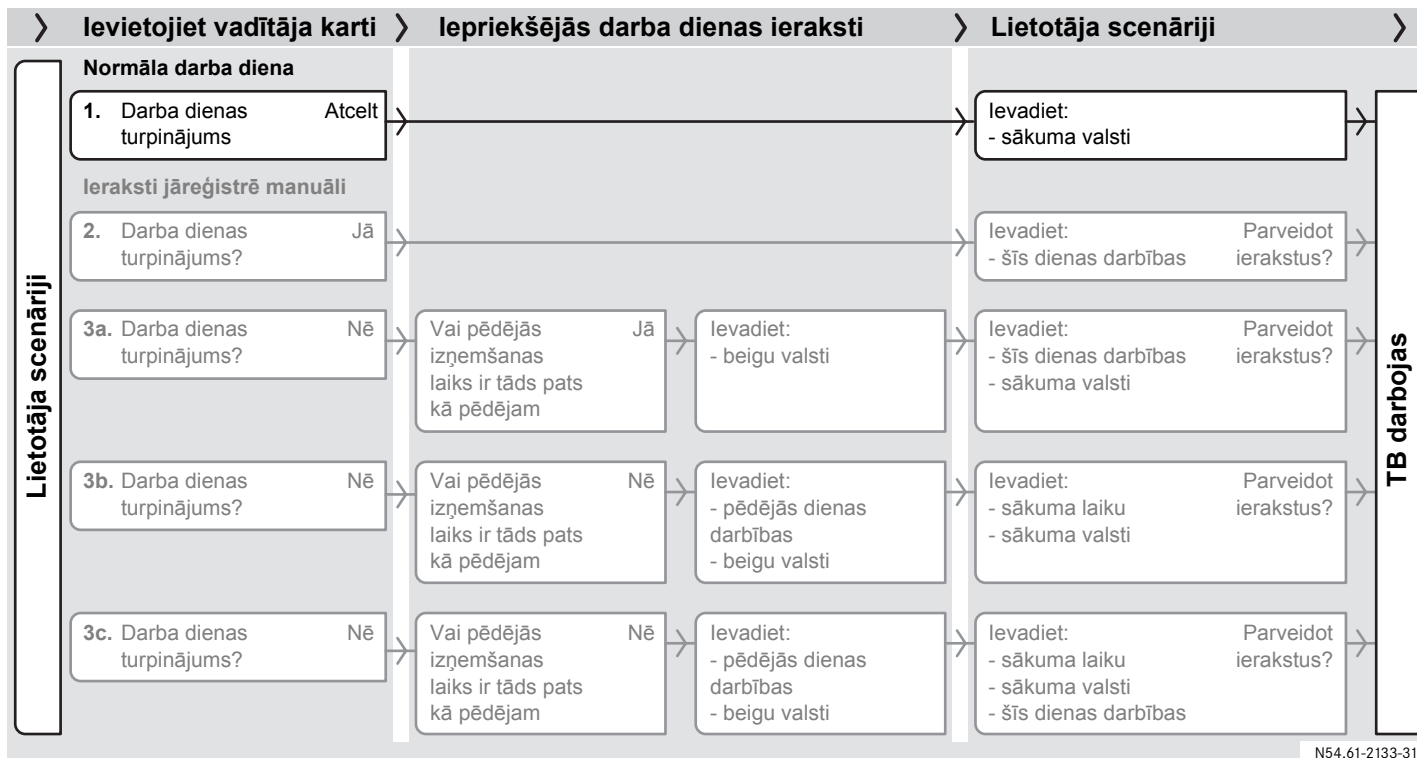 Ievietojiet vadītāja karti
Iepriekšējās darba dienas ieraksti
Lietotāja scenāriji
Lietotāja scenāriji
Normāla darba diena
1. Darba dienas Atcelt
turpinājums
Ievadiet:
- sākuma valsti
Ieraksti jāreģistrē manuāli
2. Darba dienas Jā
turpinājums?
Ievadiet: Parveidot
- šīs dienas darbības ierakstus?
3a. Darba dienas Nē
turpinājums?
Vai pēdējās Jā
izņemšanas
laiks ir tāds pats
kā pēdējam
Ievadiet:
- beigu valsti
Ievadiet: Parveidot
- šīs dienas darbības ierakstus?
- sākuma valsti
3b. Darba dienas Nē
turpinājums?
Vai pēdējās Nē
izņemšanas
laiks ir tāds pats
kā pēdējam
Ievadiet:
- pēdējās dienas
darbības
- beigu valsti
Ievadiet: Parveidot
- sākuma laiku ierakstus?
- sākuma valsti
3c. Darba dienas Nē
turpinājums?
Vai pēdējās Nē
izņemšanas
laiks ir tāds pats
kā pēdējam
Ievadiet:
- pēdējās dienas
darbības
- beigu valsti
Ievadiet: Parveidot
- sākuma laiku ierakstus?
- sākuma valsti
- šīs dienas darbības
TB darbojas
N54.61-2133-31